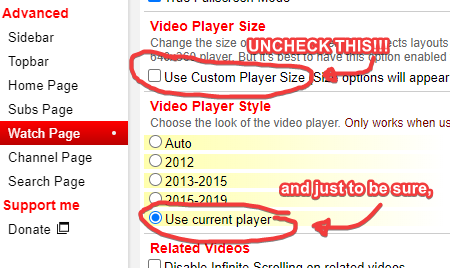 Advanced
Sidebar
Topbar
Home Page
Subs Page
Watch Page
Channel Page
Search Page
Support me
Donate
True Fullscreen Mode
Video Player Size
UNCHECK THIS!!!
Change the size of
ects layouts
640x360 player. But it's best to have this option enabled
Use Custom Player Size (Size options will appear
Video Player Style
Choose the look of the video player. Only works when us
Auto
2012
2013-2015
2015-2019
and just to be sure,
Use current player
Related Videos
Disable Infinite Scrolling on related videos